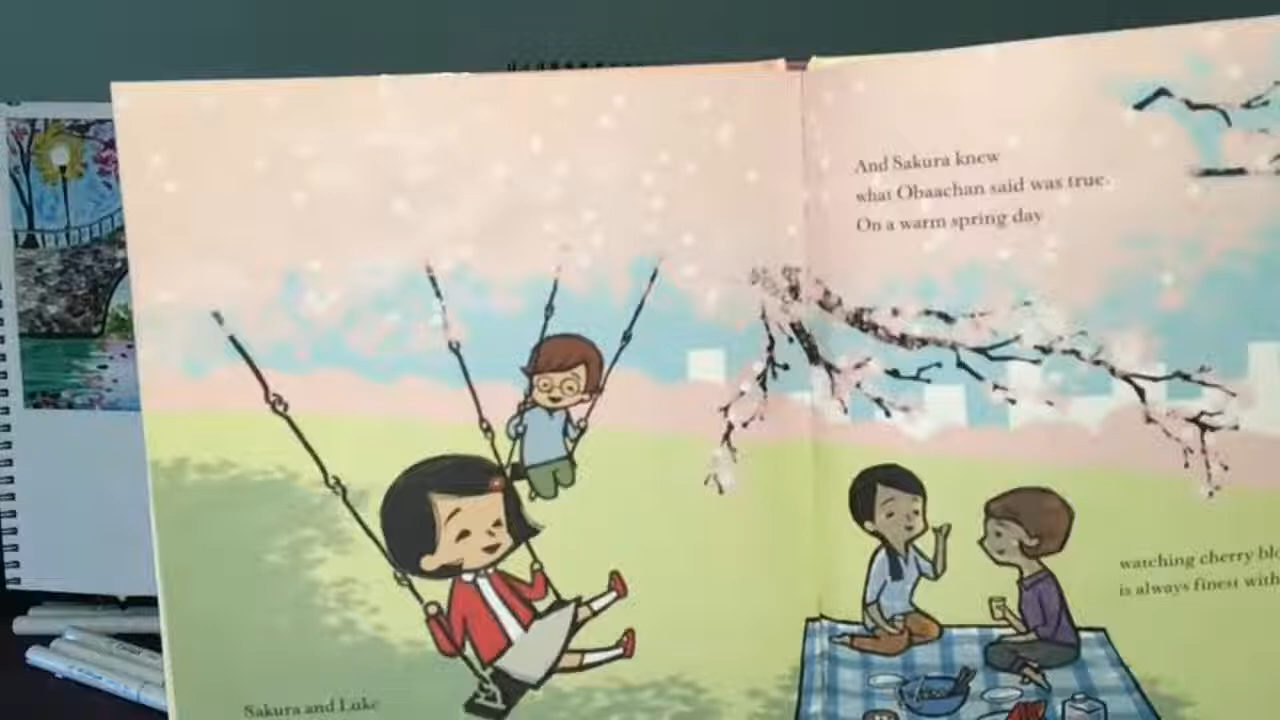 And Sakura knew
what Obaachan said was true.
On a warm spring day
watching cherry
is always finest with
Sakura and Luke